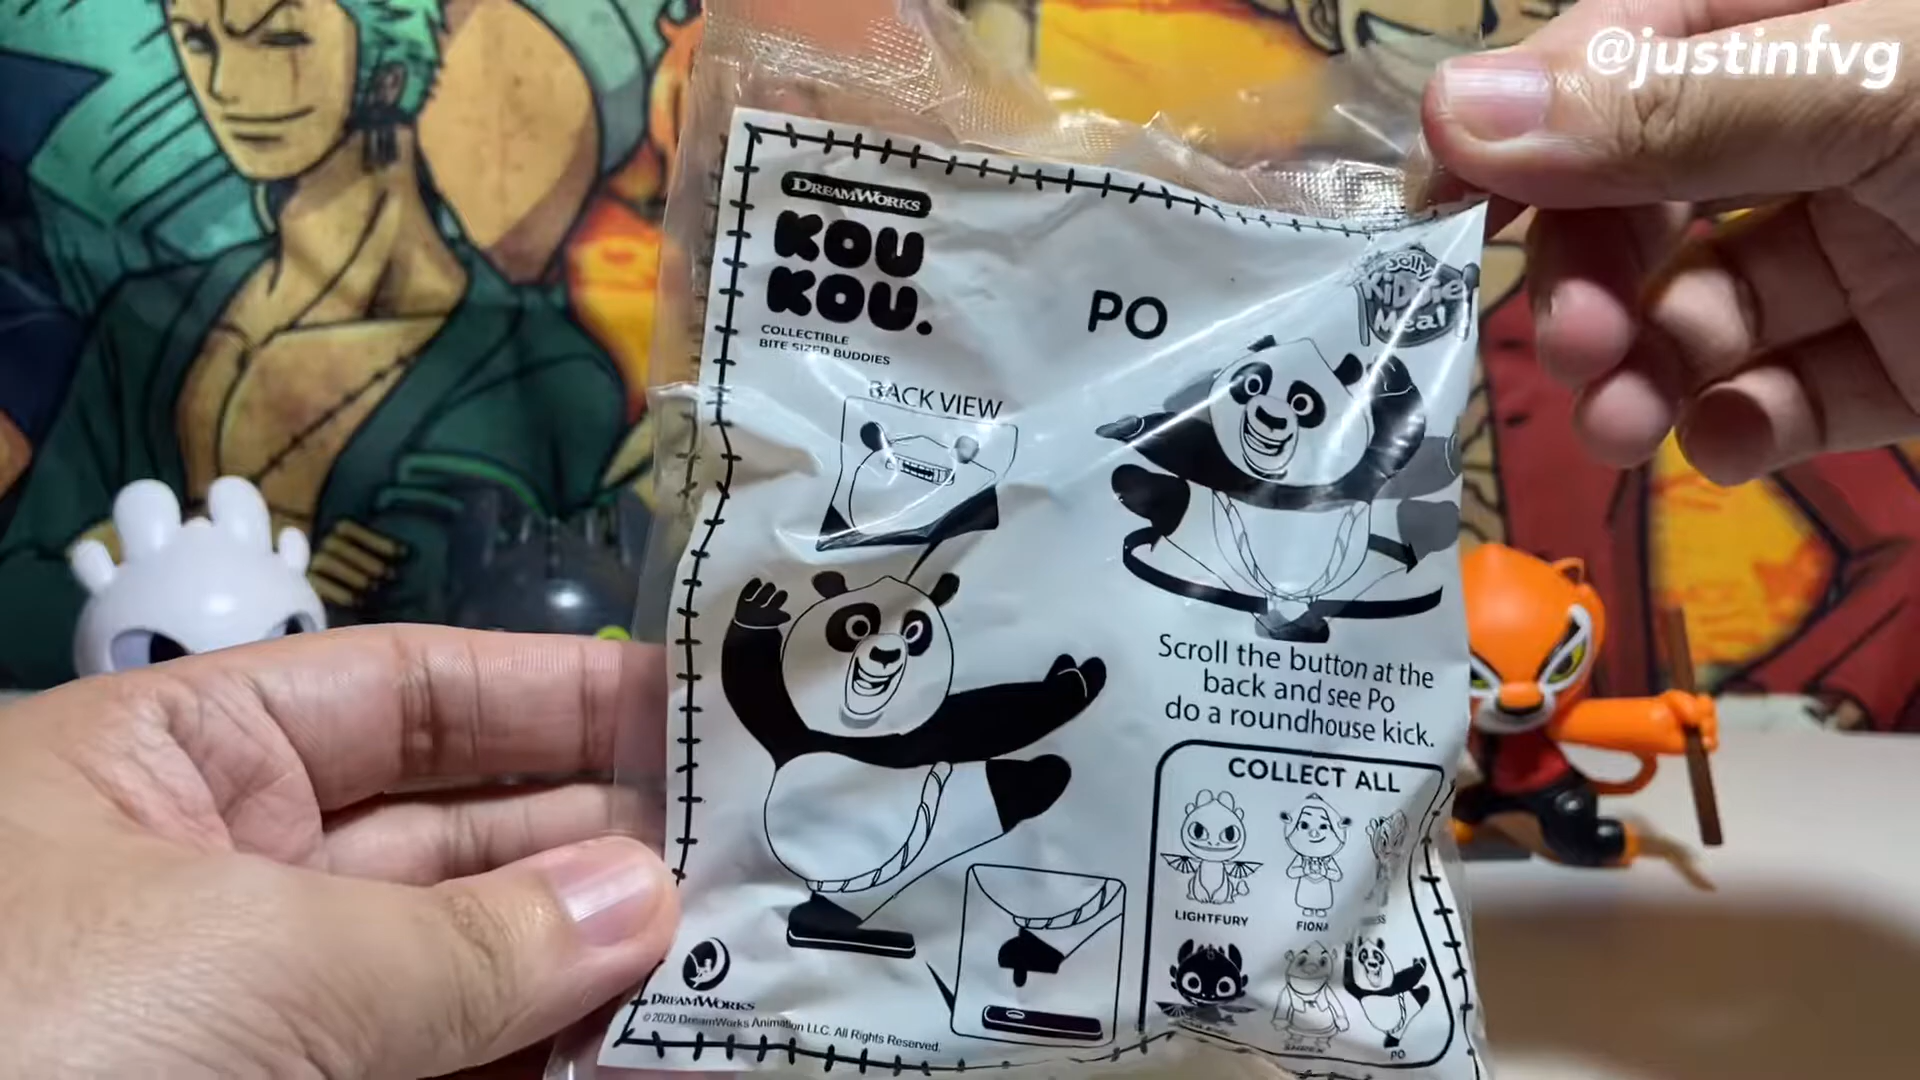 @justinfvg
DREAMWORKS
KOU
KOU.
COLLECTIBLE
BITE SIZED BUDDIES
PO
Jolly
KiDDie
Meal
BACK VIEW
Scroll the button at the
back and see Po
do a roundhouse kick.
COLLECT ALL
LIGHTFURY
FIONA
PO
DREAMWORKS
©2020 DreamWorks Animation LLC. All Rights Reserved.